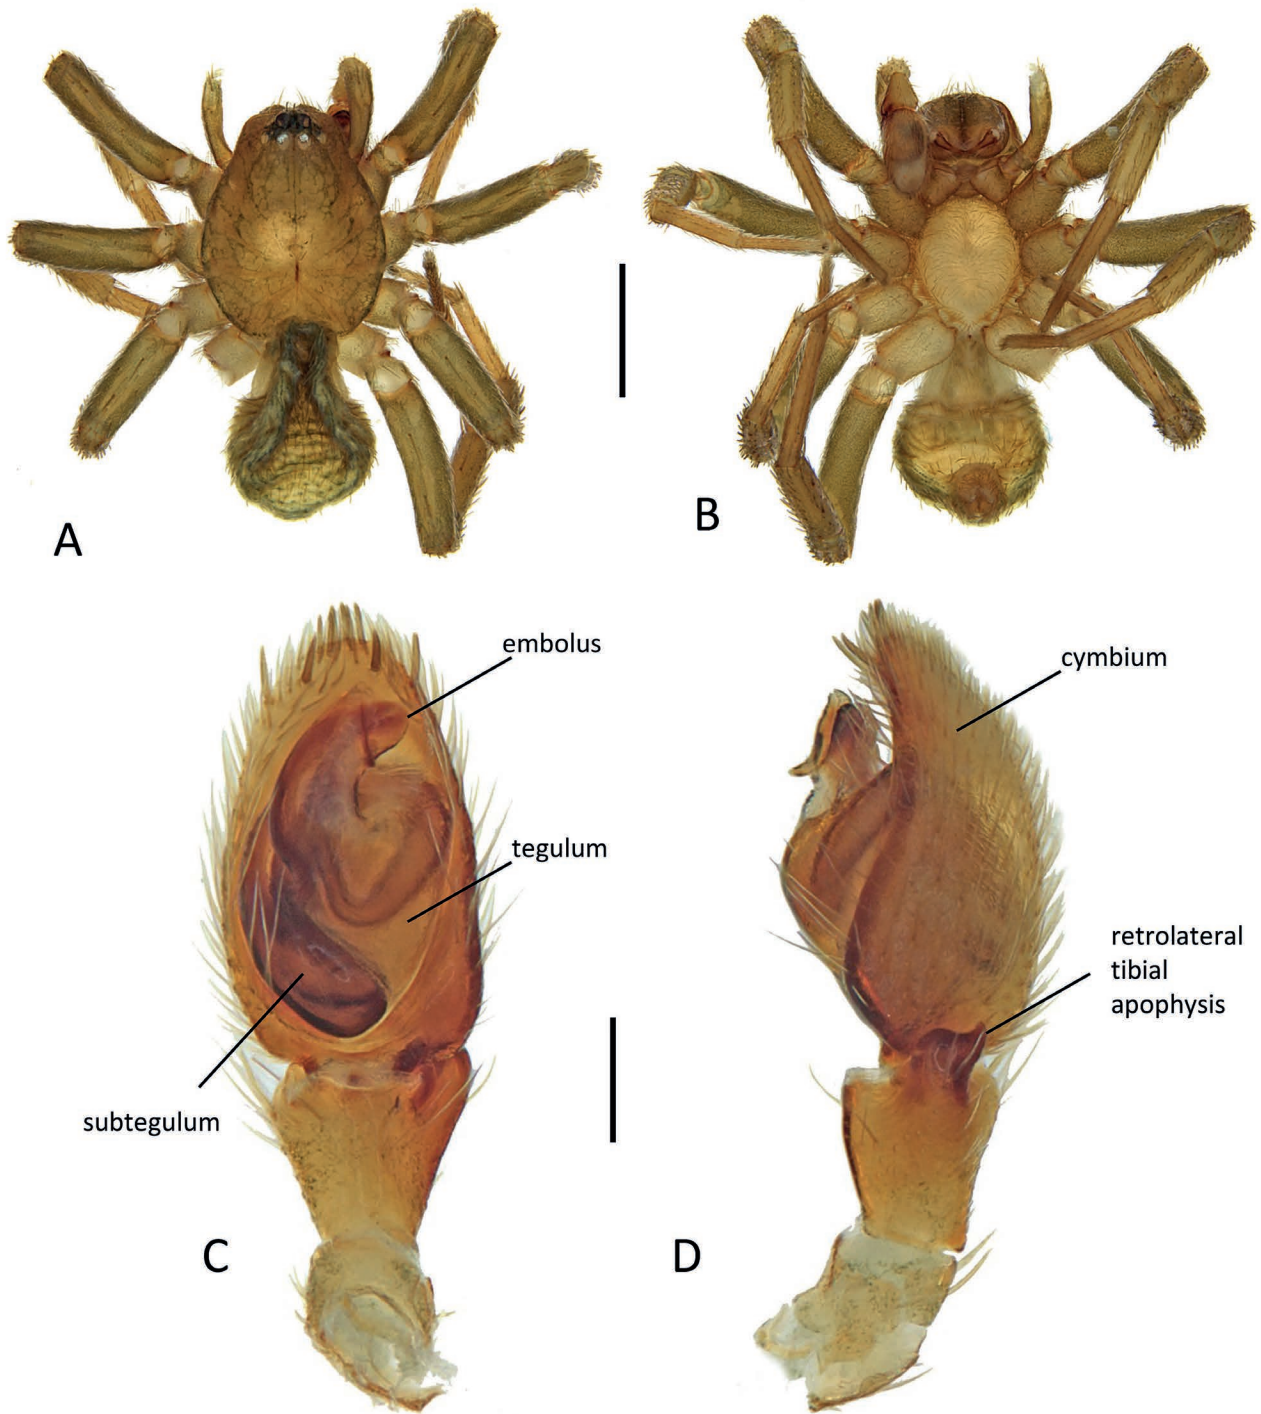 A
B
embolus
cymbium
tegulum
retrolateral
tibial
apophysis
subtegulum
C
D